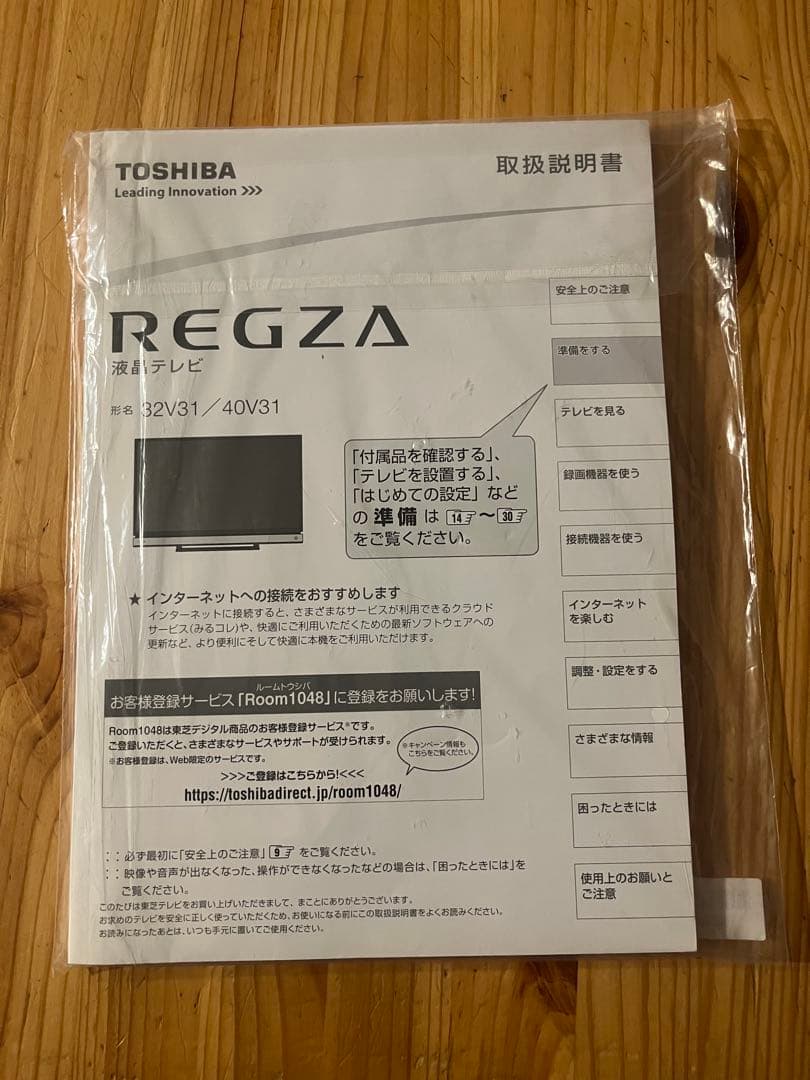 TOSHIBA
Leading Innovation >>>
取扱説明書
REGZA
液晶テレビ
形名 32V31／40V31
安全上のご注意
準備をする
テレビを見る
録画機器を使う
接続機器を使う
インターネット
を楽しむ
調整・設定をする
さまざまな情報
困ったときには
使用上のお願いと
ご注意
「付属品を確認する」、
「テレビを設置する」、
「はじめての設定」など
の 準備 は 14 ～ 30
をご覧ください。
★ インターネットへの接続をおすすめします
インターネットに接続すると、さまざまなサービスが利用できるクラウド
サービス(みるコレ)や、快適にご利用いただくための最新ソフトウェアへの
更新など、より便利にそして快適に本機をご利用いただけます。
ルームトウシバ
お客様登録サービス「Room1048」に登録をお願いします!
Room1048は東芝デジタル商品のお客様登録サービス※です。
ご登録いただくと、さまざまなサービスやサポートが受けられます。
※お客様登録は、Web限定のサービスです。
※キャンペーン情報も
こちらをご覧ください。
>>>ご登録はこちらから!<<<
https://toshibadirect.jp/room1048/
：：必ず最初に「安全上のご注意」 9 をご覧ください。
：：映像や音声が出なくなった、操作ができなくなったなどの場合は、「困ったときには」を
ご覧ください。
このたびは東芝テレビをお買い上げいただきまして、まことにありがとうございます。
お求めのテレビを安全に正しく使っていただくため、お使いになる前にこの取扱説明書をよくお読みください。
お読みになったあとは、いつも手元に置いてご使用ください。